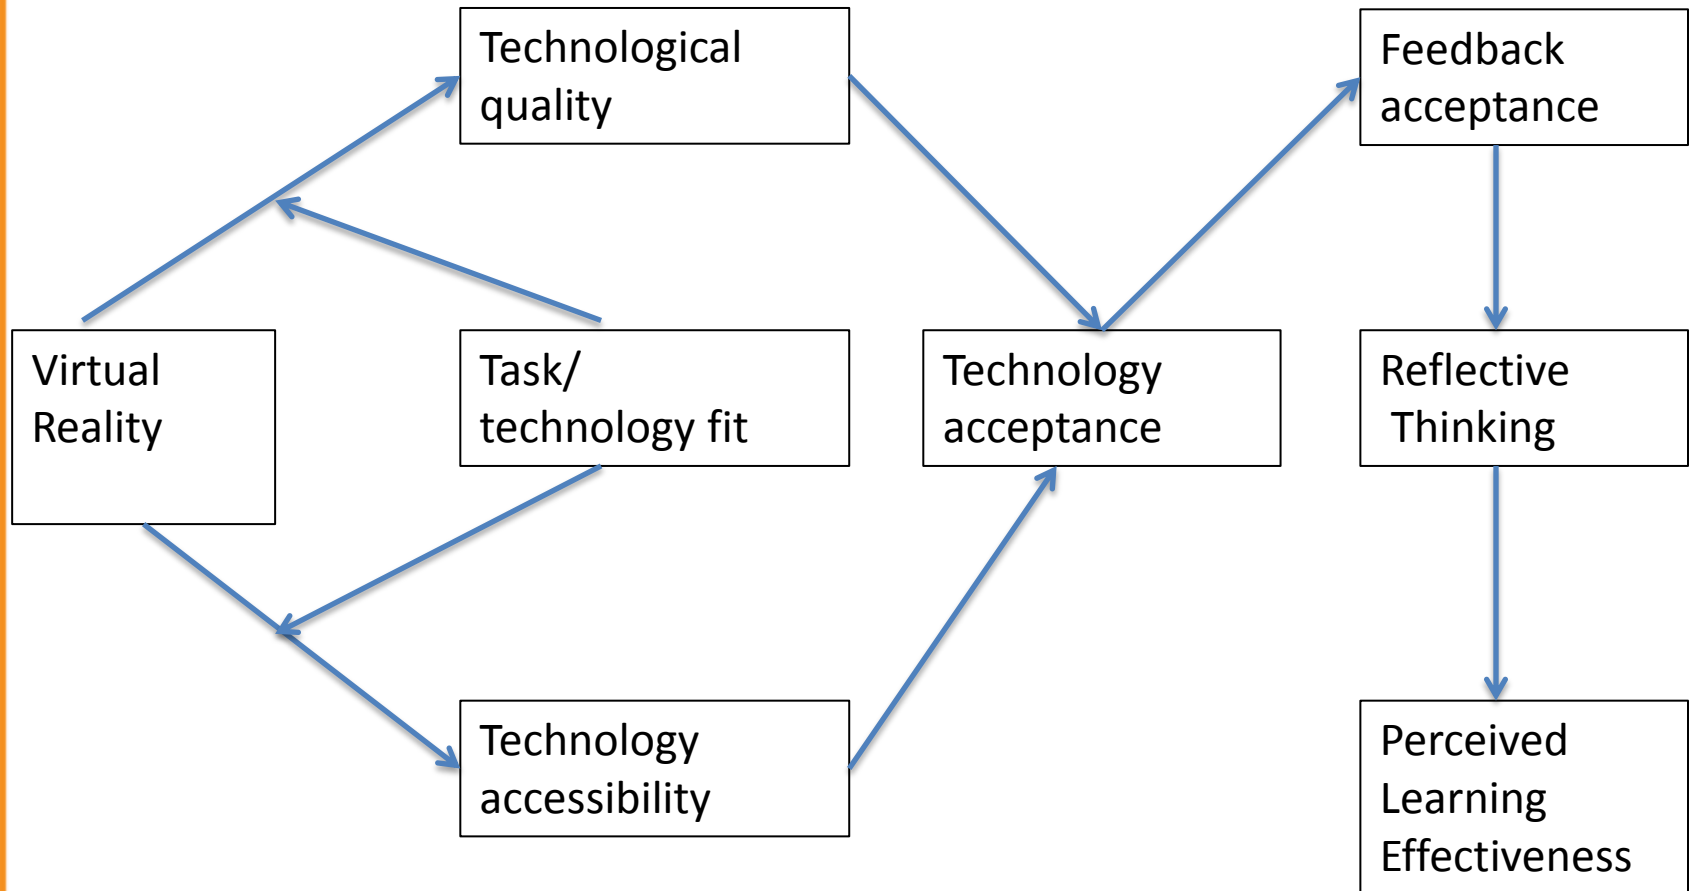 Technological
quality
Feedback
acceptance
Virtual
Reality
Task/
technology fit
Technology
acceptance
Reflective
Thinking
Technology
accessibility
Perceived
Learning
Effectiveness